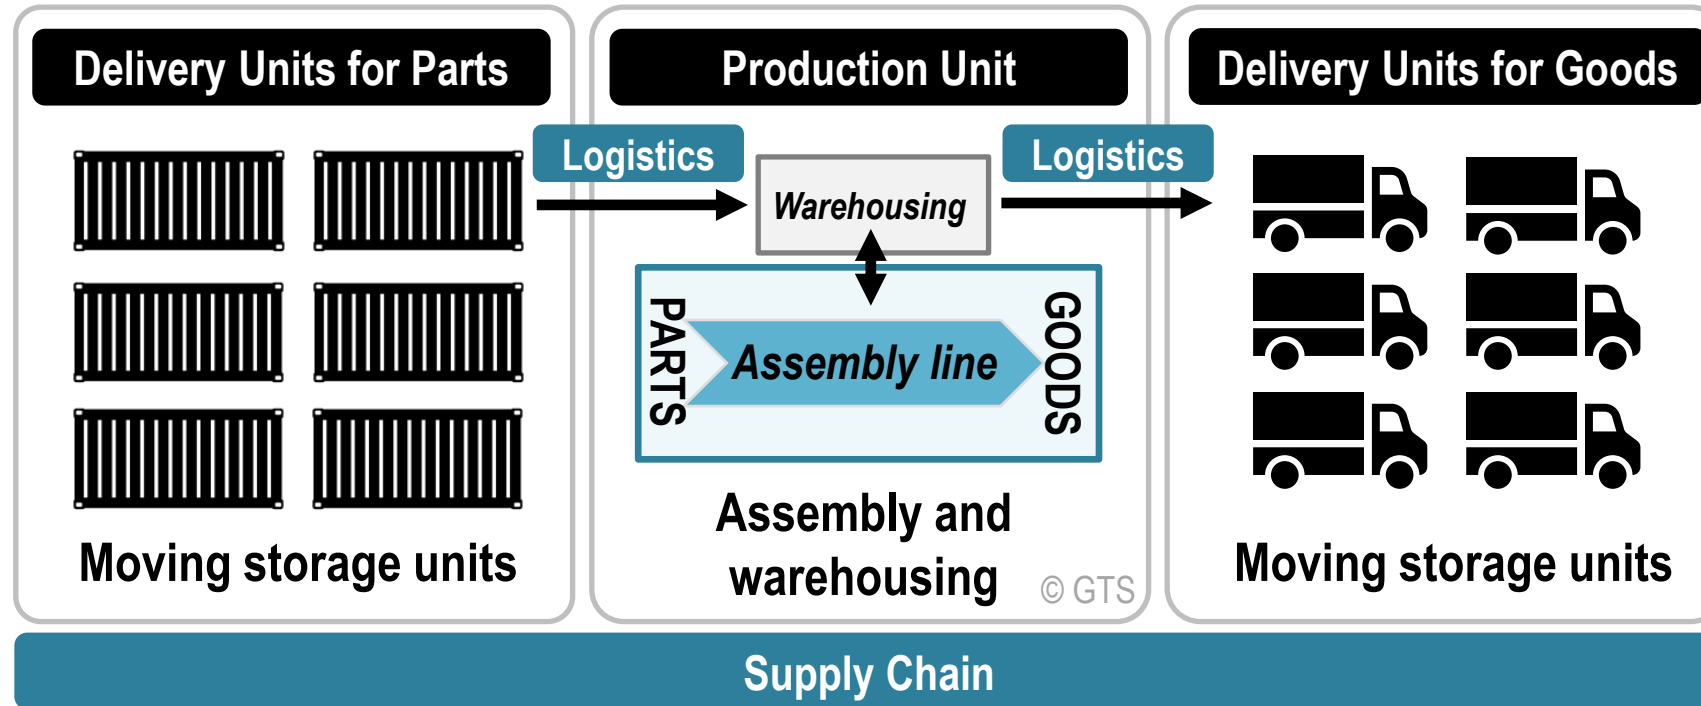 Delivery Units for Parts
Production Unit
Delivery Units for Goods
Logistics
Logistics
Warehousing
PARTS
Assembly line
GOODS
Moving storage units
Assembly and
warehousing
© GTS
Moving storage units
Supply Chain